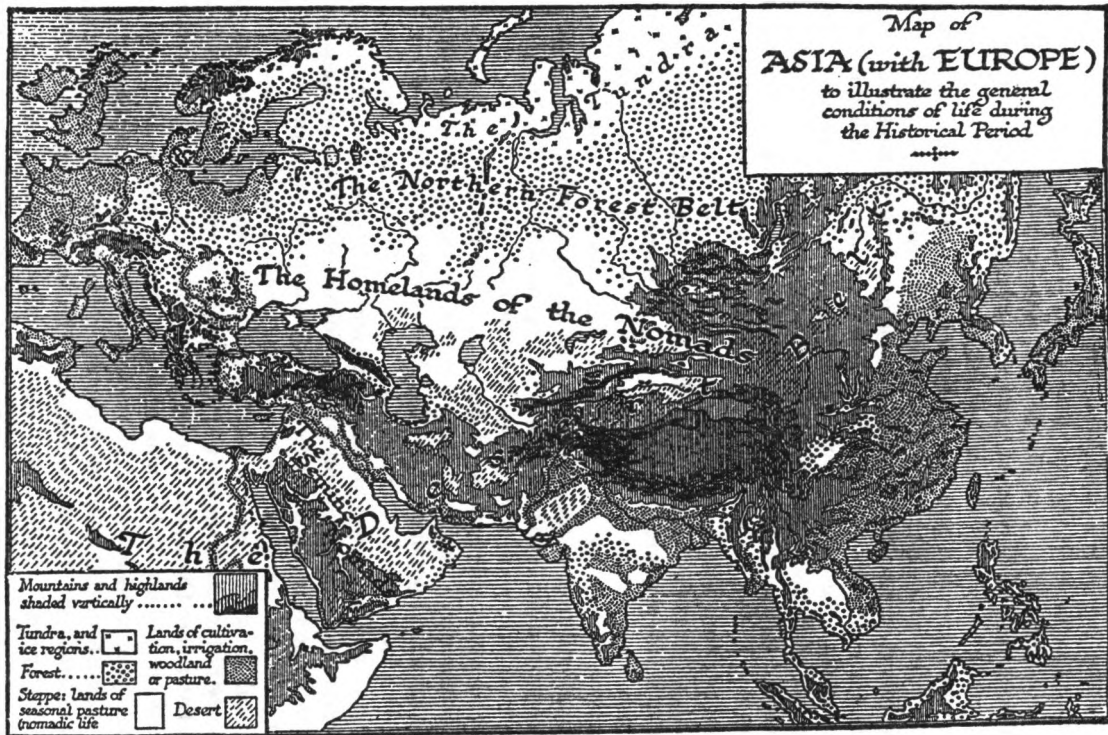 Map of
ASIA (with EUROPE)
to illustrate the general
conditions of life during
the Historical Period
The Tundra
The Northern Forest Belt
The Homelands of the Nomads
The
D
Mountains and highlands
shaded vertically ....... ...
Tundra, and
ice regions..
Forest......
Steppe: lands of
seasonal pasture
(nomadic life
Lands of cultiva-
tion, irrigation,
woodland
or pasture.
Desert